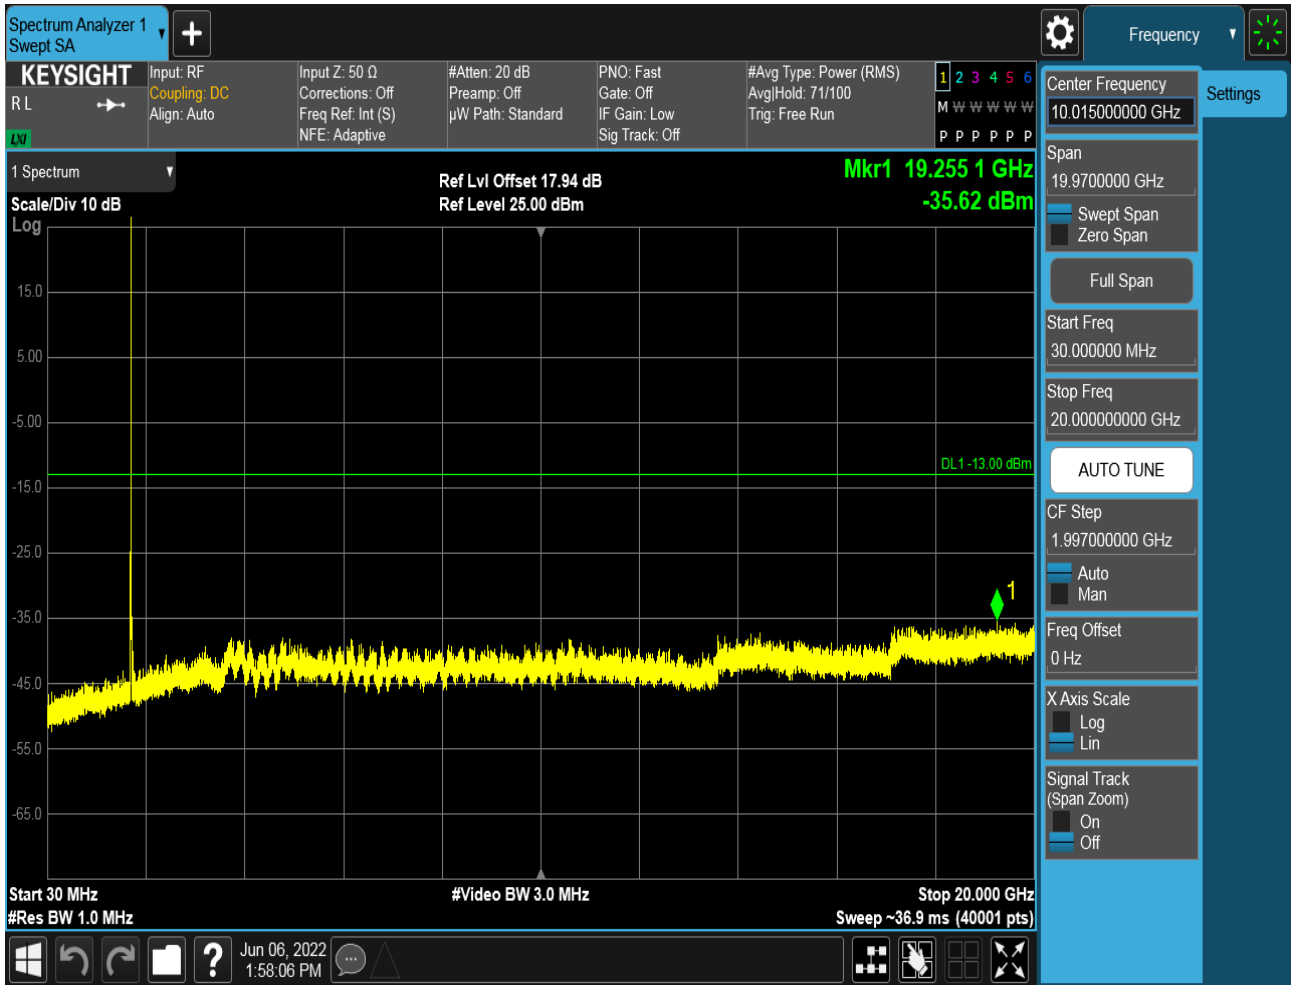 Spectrum Analyzer 1
Swept SA
Frequency
KEYSIGHT
R L
LXI
Input: RF
Coupling: DC
Align: Auto
Input Z: 50 Ω
Corrections: Off
Freq Ref: Int (S)
NFE: Adaptive
#Atten: 20 dB
Preamp: Off
µW Path: Standard
PNO: Fast
Gate: Off
IF Gain: Low
Sig Track: Off
#Avg Type: Power (RMS)
Avg|Hold: 71/100
Trig: Free Run
1 2 3 4 5 6
M W W W W W
P P P P P P
1 Spectrum
Scale/Div 10 dB
Log
Ref Lvl Offset 17.94 dB
Ref Level 25.00 dBm
Mkr1 19.255 1 GHz
-35.62 dBm
15.0
5.00
-5.00
-15.0
-25.0
-35.0
-45.0
-55.0
-65.0
DL1 -13.00 dBm
1
Start 30 MHz
#Res BW 1.0 MHz
#Video BW 3.0 MHz
Stop 20.000 GHz
Sweep ~36.9 ms (40001 pts)
Center Frequency
10.015000000 GHz
Settings
Span
19.9700000 GHz
Swept Span
Zero Span
Full Span
Start Freq
30.000000 MHz
Stop Freq
20.000000000 GHz
AUTO TUNE
CF Step
1.997000000 GHz
Auto
Man
Freq Offset
0 Hz
X Axis Scale
Log
Lin
Signal Track
(Span Zoom)
On
Off
?
Jun 06, 2022
1:58:06 PM